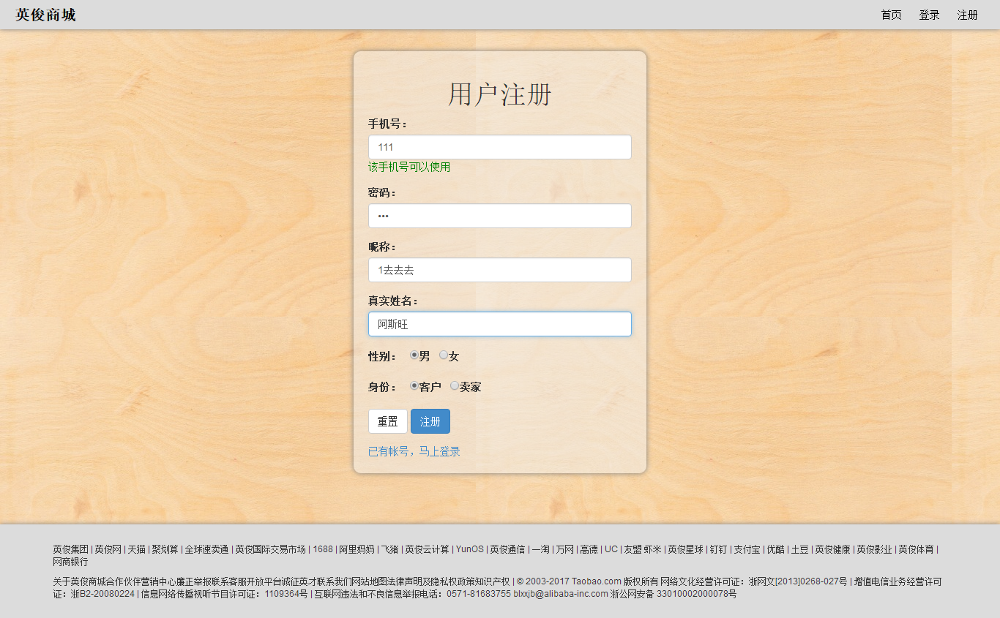 英俊商城
首页 登录 注册
用户注册
手机号：
111
该手机号可以使用
密码：
•••
昵称：
1去去去
真实姓名：
阿斯旺
性别： 男 女
身份： 客户 卖家
重置 注册
已有帐号，马上登录
英俊集团 | 英俊网 | 天猫 | 聚划算 | 全球速卖通 | 英俊国际交易市场 | 1688 | 阿里妈妈 | 飞猪 | 英俊云计算 | YunOS | 英俊通信 | 一淘 | 万网 | 高德 | UC | 友盟 虾米 | 英俊星球 | 钉钉 | 支付宝 | 优酷 | 土豆 | 英俊健康 | 英俊影业 | 英俊体育 |
网商银行
关于英俊商城合作伙伴营销中心廉正举报联系客服开放平台诚征英才联系我们网站地图法律声明及隐私权政策知识产权 | © 2003-2017 Taobao.com 版权所有 网络文化经营许可证：浙网文[2013]0268-027号 | 增值电信业务经营许可
证：浙B2-20080224 | 信息网络传播视听节目许可证：1109364号 | 互联网违法和不良信息举报电话：0571-81683755 blxxjb@alibaba-inc.com 浙公网安备 33010002000078号